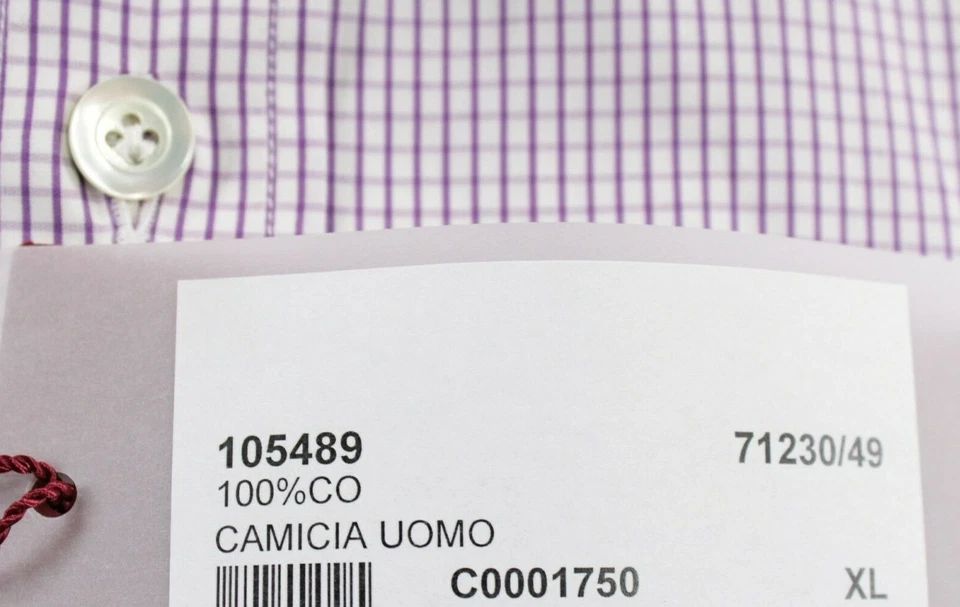 105489 71230/49
100%CO
CAMICIA UOMO
C0001750 XL